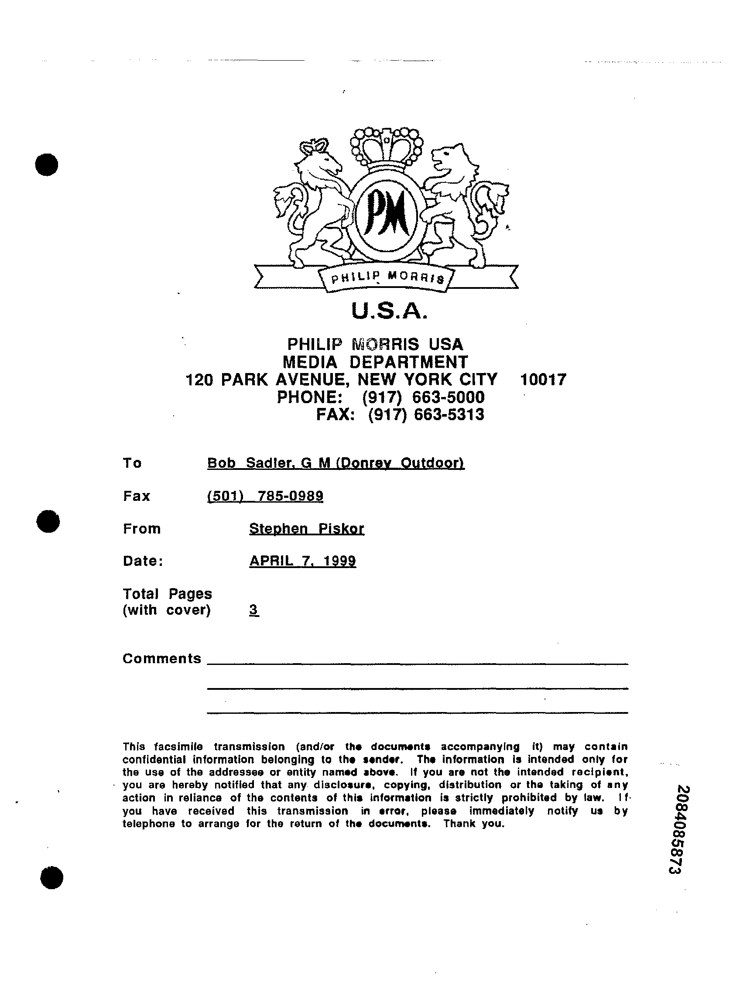 PM
PHILIP MORRIS
U.S.A.
PHILIP MORRIS USA
MEDIA DEPARTMENT
120 PARK AVENUE, NEW YORK CITY 10017
PHONE: (917) 663-5000
FAX: (917) 663-5313
To Bob Sadler, G M (Donrey Outdoor)
Fax (501) 785-0989
From Stephen Piskor
Date: APRIL 7, 1999
Total Pages
(with cover) 3
Comments
This facsimile transmission (and/or the documents accompanying it) may contain
confidential information belonging to the sender. The information is intended only for
the use of the addressee or entity named above. If you are not the intended recipient,
you are hereby notified that any disclosure, copying, distribution or the taking of any
action in reliance of the contents of this information is strictly prohibited by law. If
you have received this transmission in error, please immediately notify us by
telephone to arrange for the return of the documents. Thank you.
2084085873